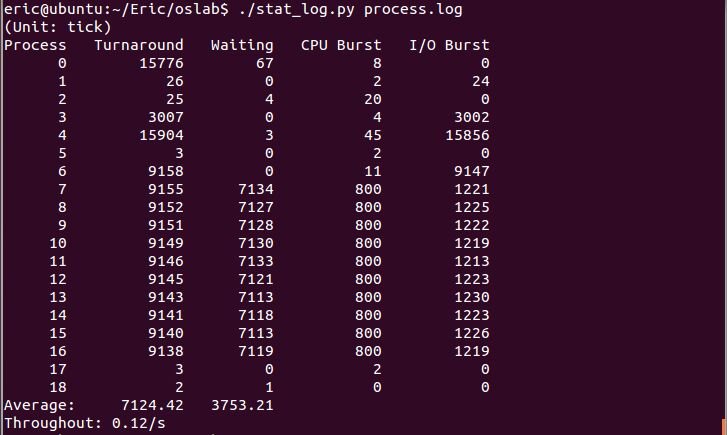 eric@ubuntu:~/Eric/oslab$ ./stat_log.py process.log
(Unit: tick)
Process   Turnaround   Waiting   CPU Burst   I/O Burst
      0        15776        67           8           0
      1           26         0           2          24
      2           25         4          20           0
      3         3007         0           4        3002
      4        15904         3          45       15856
      5            3         0           2           0
      6         9158         0          11        9147
      7         9155      7134         800        1221
      8         9152      7127         800        1225
      9         9151      7128         800        1222
     10         9149      7130         800        1219
     11         9146      7133         800        1213
     12         9145      7121         800        1223
     13         9143      7113         800        1230
     14         9141      7118         800        1223
     15         9140      7113         800        1226
     16         9138      7119         800        1219
     17            3         0           2           0
     18            2         1           0           0
Average:     7124.42   3753.21
Throughout: 0.12/s